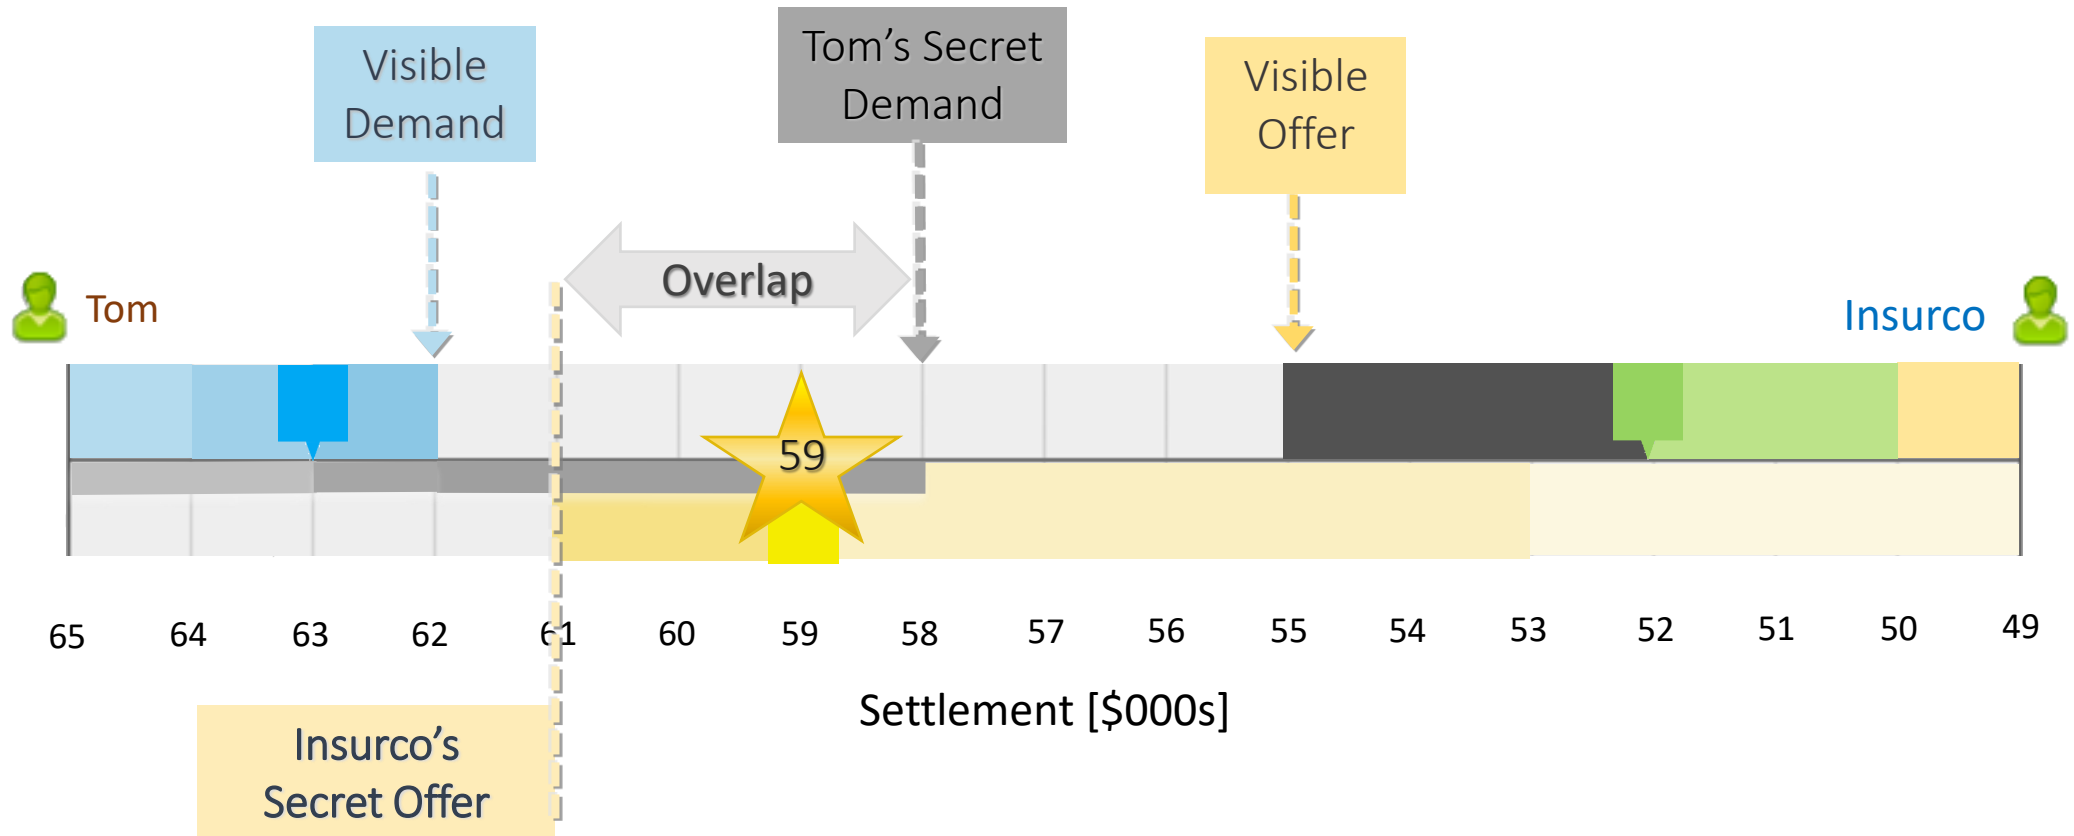 Visible
Demand
Tom’s Secret
Demand
Visible
Offer
Overlap
Tom
Insurco
59
65 64 63 62 61 60 59 58 57 56 55 54 53 52 51 50 49
Settlement [$000s]
Insurco’s
Secret Offer